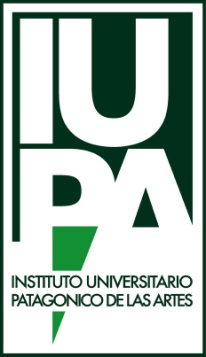 IU
PA
INSTITUTO UNIVERSITARIO
PATAGONICO DE LAS ARTES